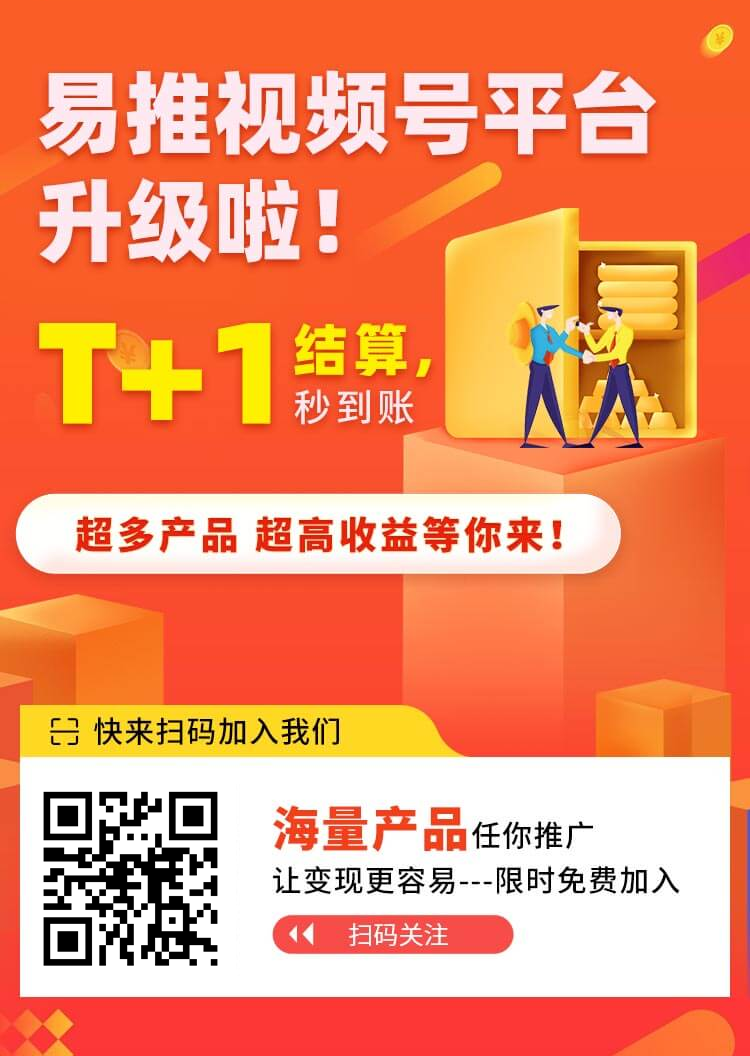 易推视频号平台
升级啦!
T+1 结算,
秒到账
超多产品 超高收益等你来!
快来扫码加入我们
海量产品任你推广
让变现更容易---限时免费加入
扫码关注